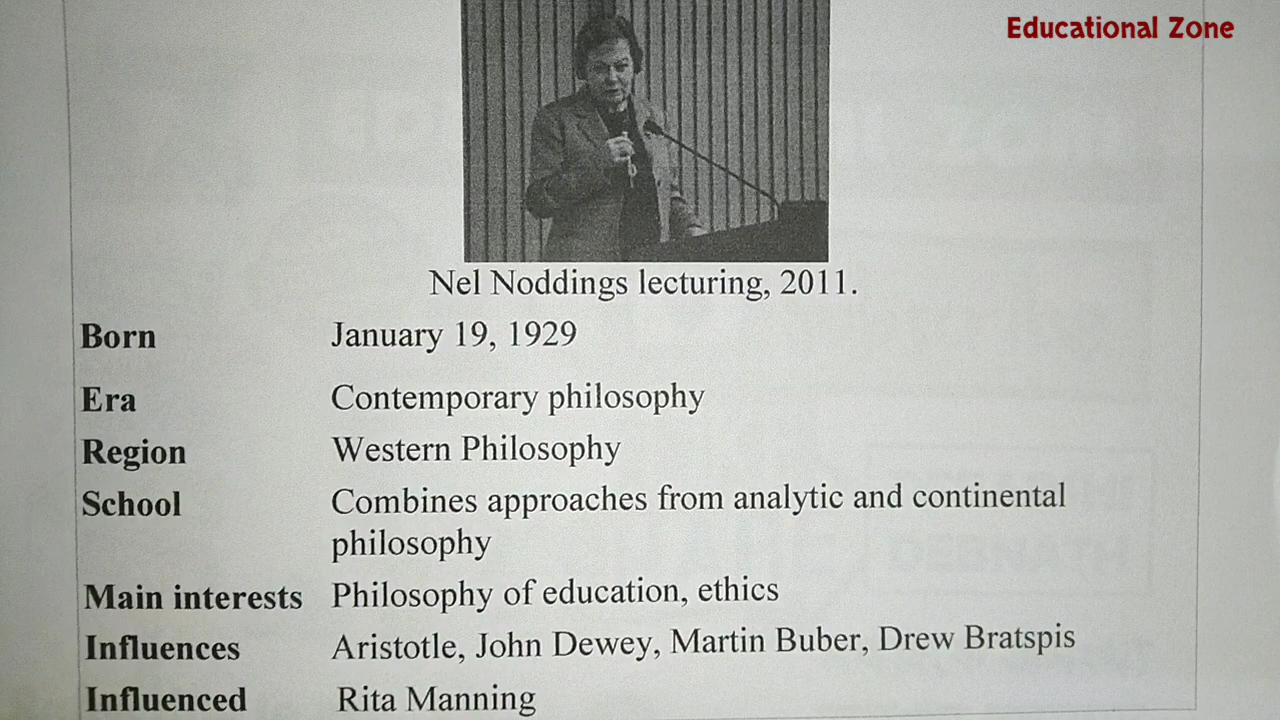 Educational Zone
Nel Noddings lecturing, 2011.
Born January 19, 1929
Era Contemporary philosophy
Region Western Philosophy
School Combines approaches from analytic and continental
philosophy
Main interests Philosophy of education, ethics
Influences Aristotle, John Dewey, Martin Buber, Drew Bratspis
Influenced Rita Manning